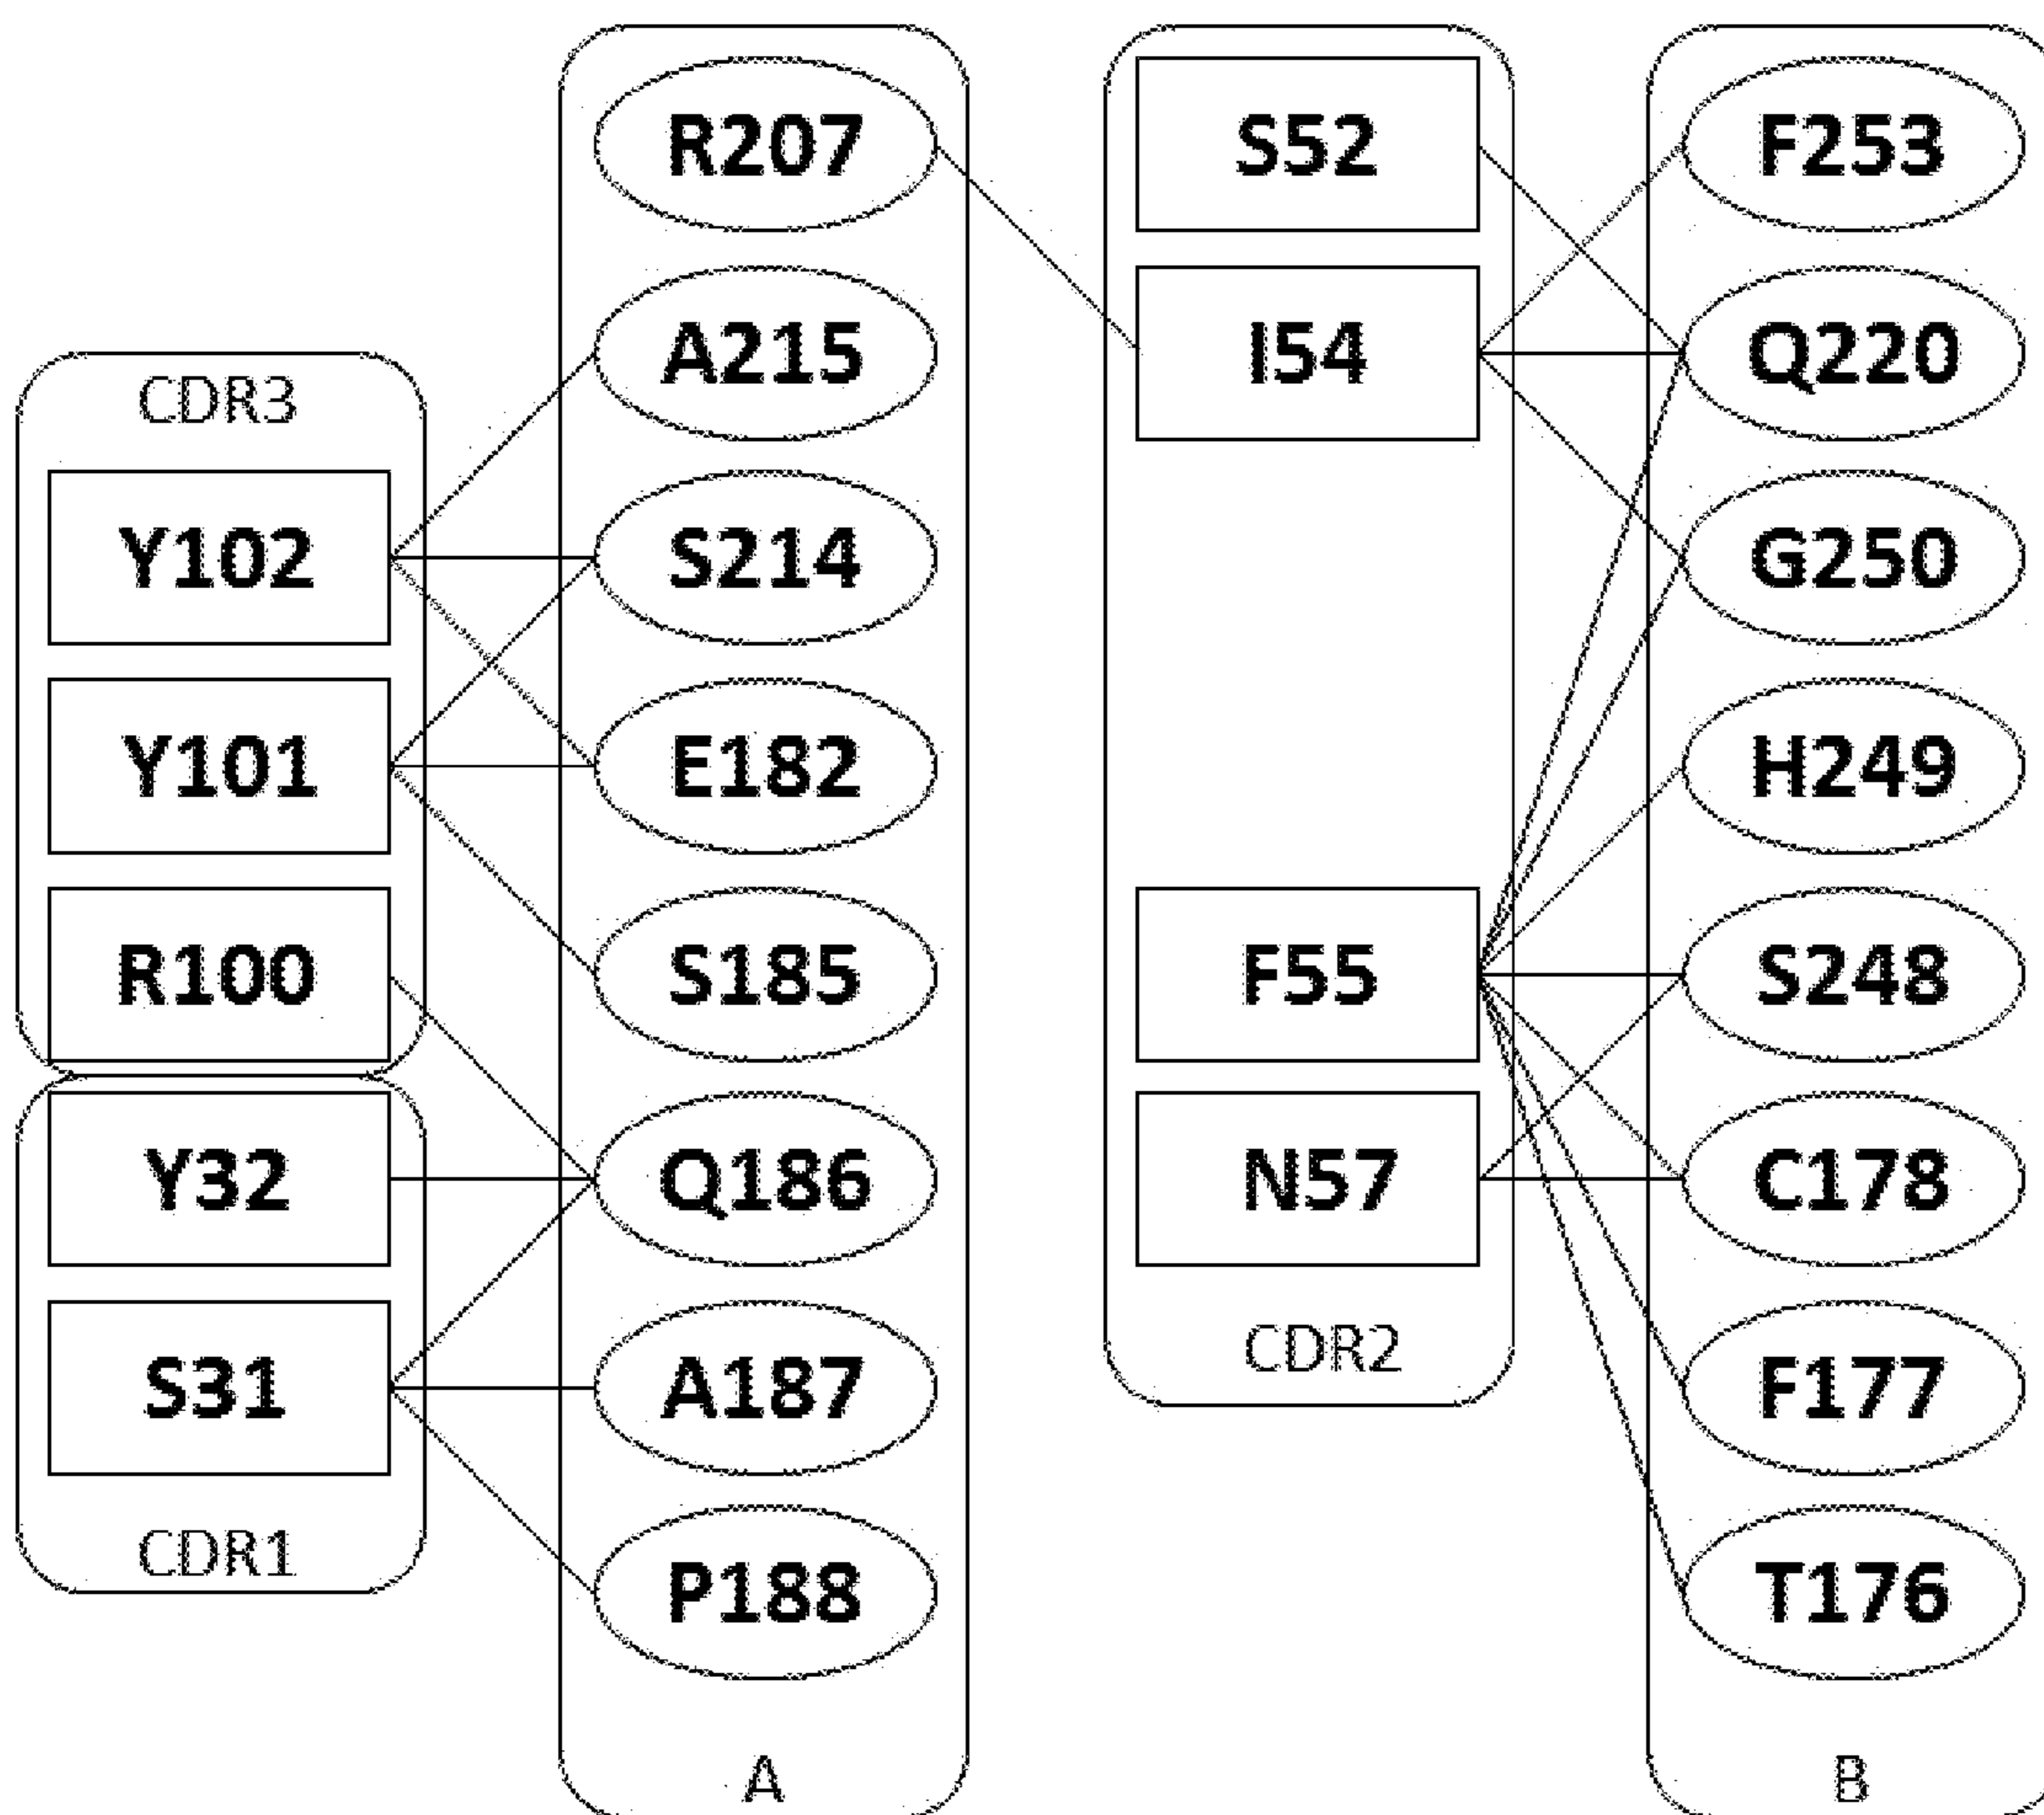 R207
A215
S214
E182
S185
Q186
A187
P188
A
CDR3
Y102
Y101
R100
Y32
S31
CDR1
S52
I54
F55
N57
CDR2
F253
Q220
G250
H249
S248
C178
F177
T176
B